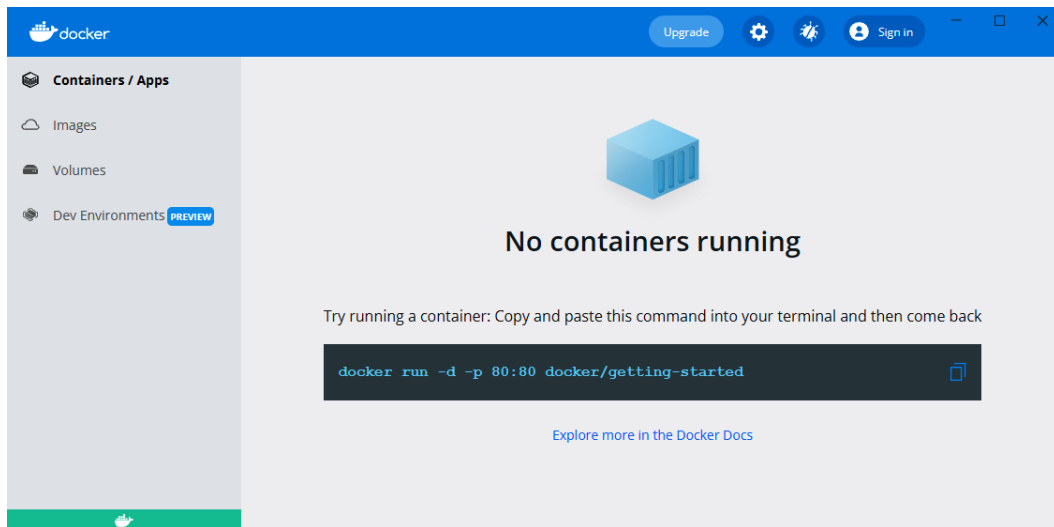 docker
Upgrade
Sign in
Containers / Apps
Images
Volumes
Dev Environments PREVIEW
No containers running
Try running a container: Copy and paste this command into your terminal and then come back
docker run -d -p 80:80 docker/getting-started
Explore more in the Docker Docs